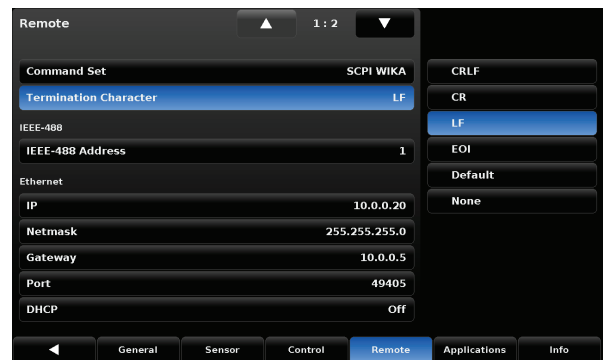 Remote 1 : 2
Command Set SCPI WIKA
Termination Character LF
IEEE-488
IEEE-488 Address 1
Ethernet
IP 10.0.0.20
Netmask 255.255.255.0
Gateway 10.0.0.5
Port 49405
DHCP Off
CRLF
CR
LF
EOI
Default
None
General Sensor Control Remote Applications Info